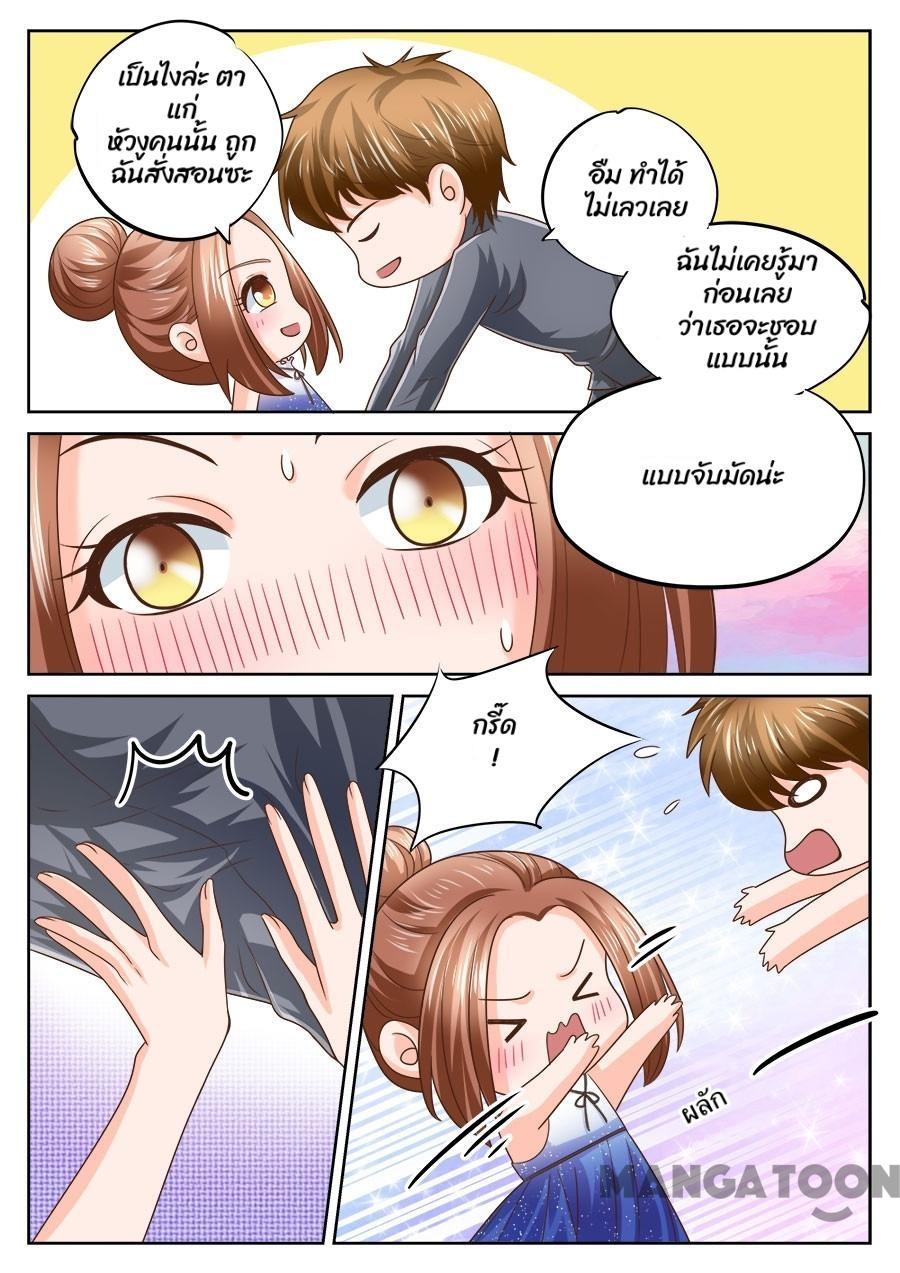 เป็นไงล่ะ ตา
แก่
หัวงูคนนั้น ถูก
ฉันสั่งสอนซะ
อืม ทำได้
ไม่เลวเลย
ฉันไม่เคยรู้มา
ก่อนเลย
ว่าเธอจะชอบ
แบบนั้น
แบบจับมัดน่ะ
กรี๊ด
!
ผลัก
MANGATOON